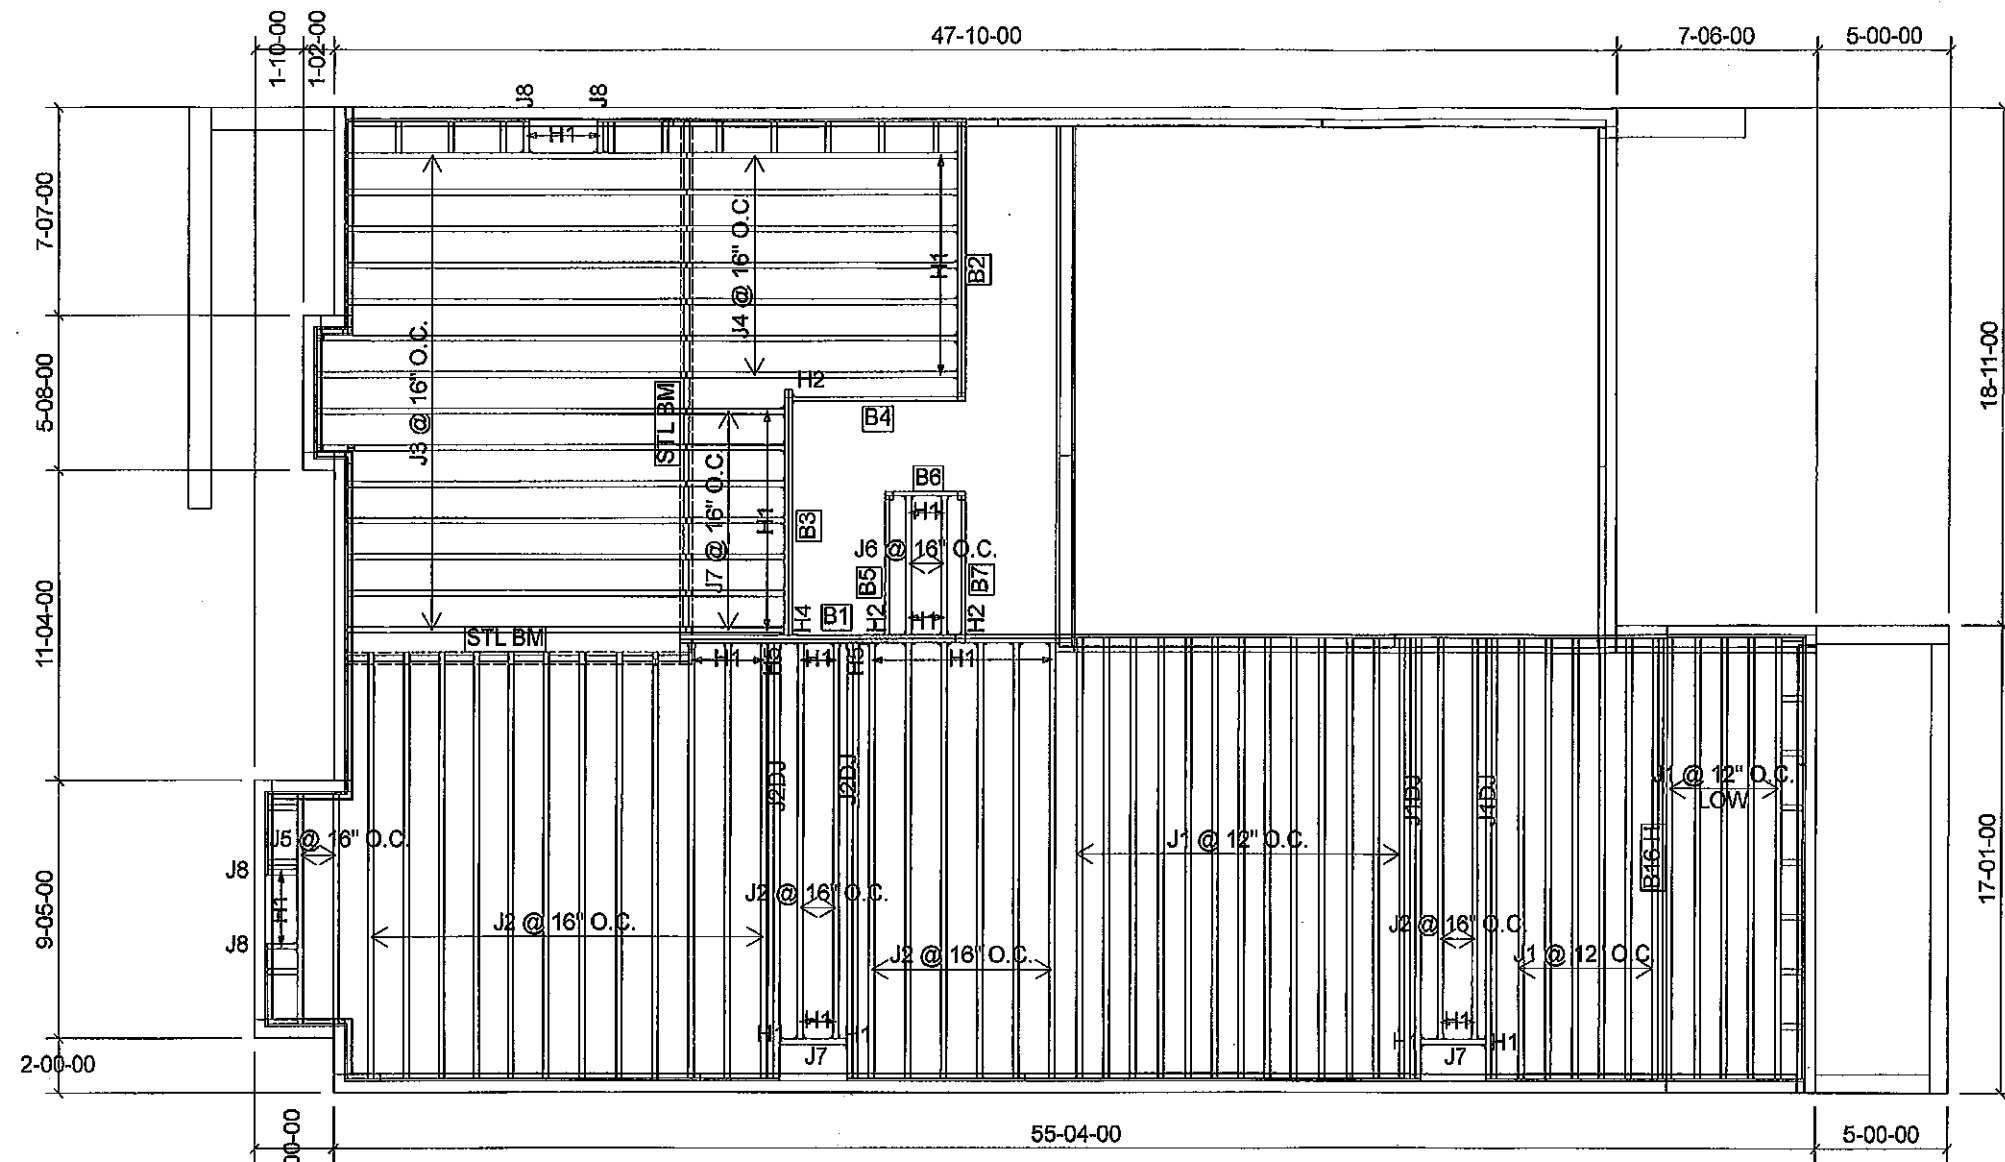 1-10-00
1-02-00
47-10-00
7-06-00
5-00-00
J8
J8
H1
7-07-00
J3 @ 16" O.C.
J4 @ 16" O.C.
H1
B2
5-08-00
STL BM
H2
B4
18-11-00
J7 @ 16" O.C.
H1
B3
B6
H1
J6 @ 16" O.C.
B5
B7
H4
B1
H2
H1
H2
11-04-00
STL BM
H1
H5
H1
H5
H1
J2DJ
J2DJ
J1DJ
J1DJ
J1 @ 12" O.C.
LOW
J5 @ 16" O.C.
J1 @ 12" O.C.
B16 H
17-01-00
J8
H1
J8
9-05-00
J2 @ 16" O.C.
J2 @ 16" O.C.
J2 @ 16" O.C.
J2 @ 16" O.C.
J1 @ 12" O.C.
H1
H1
H1
J7
H1
H1
J7
2-00-00
55-04-00
5-00-00